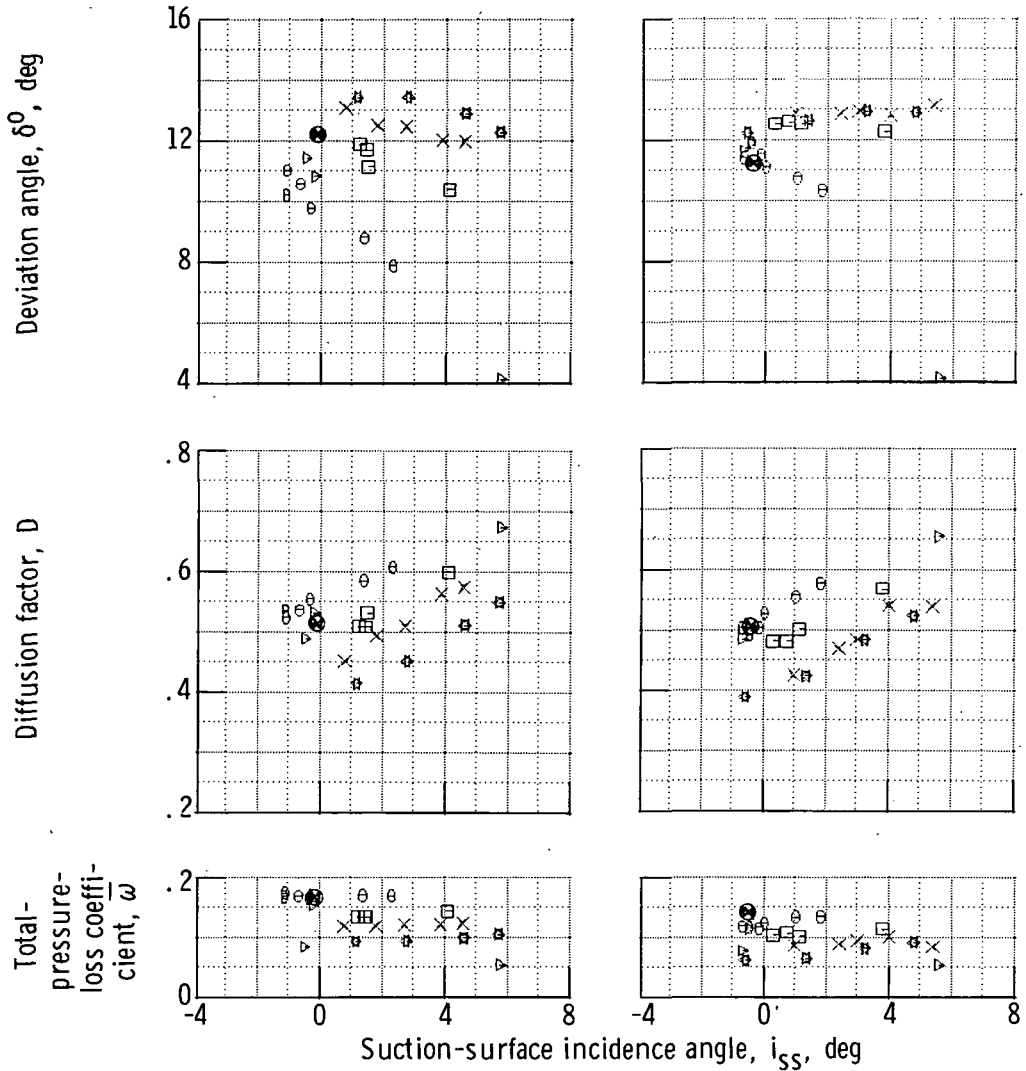 Deviation angle, δ⁰, deg
16
12
8
4
Diffusion factor, D
.8
.6
.4
.2
Total-
pressure-
loss coeffi-
cient, ω̅
.2
.1
0
-4 0 4 8
-4 0 4 8
Suction-surface incidence angle, iss, deg